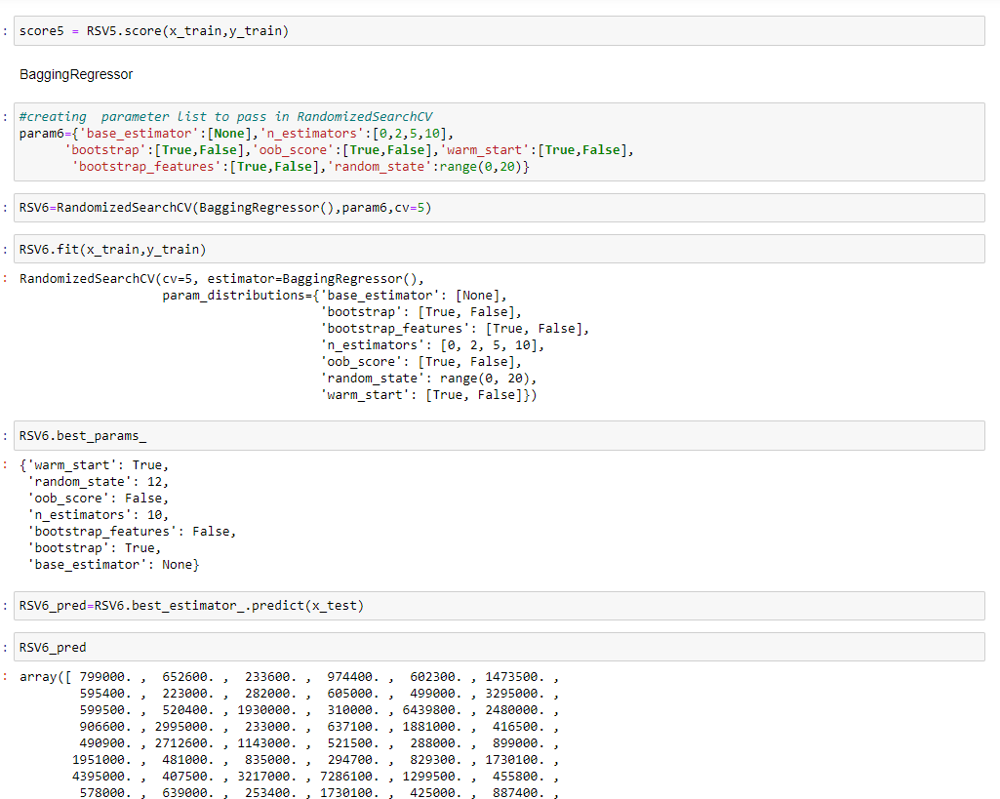 : score5 = RSV5.score(x_train,y_train)
BaggingRegressor
: #creating  parameter list to pass in RandomizedSearchCV
param6={'base_estimator':[None],'n_estimators':[0,2,5,10],
'bootstrap':[True,False],'oob_score':[True,False],'warm_start':[True,False],
'bootstrap_features':[True,False],'random_state':range(0,20)}
: RSV6=RandomizedSearchCV(BaggingRegressor(),param6,cv=5)
: RSV6.fit(x_train,y_train)
: RandomizedSearchCV(cv=5, estimator=BaggingRegressor(),
param_distributions={'base_estimator': [None],
'bootstrap': [True, False],
'bootstrap_features': [True, False],
'n_estimators': [0, 2, 5, 10],
'oob_score': [True, False],
'random_state': range(0, 20),
'warm_start': [True, False]})
: RSV6.best_params_
: {'warm_start': True,
'random_state': 12,
'oob_score': False,
'n_estimators': 10,
'bootstrap_features': False,
'bootstrap': True,
'base_estimator': None}
: RSV6_pred=RSV6.best_estimator_.predict(x_test)
: RSV6_pred
: array([ 799000. ,  652600. ,  233600. ,  974400. ,  602300. , 1473500. ,
595400. ,  223000. ,  282000. ,  605000. ,  499000. , 3295000. ,
599500. ,  520400. , 1930000. ,  310000. , 6439800. , 2480000. ,
906600. , 2995000. ,  233000. ,  637100. , 1881000. ,  416500. ,
490900. , 2712600. , 1143000. ,  521500. ,  288000. ,  899000. ,
1951000. ,  481000. ,  835000. ,  294700. ,  829300. , 1730100. ,
4395000. ,  407500. , 3217000. , 7286100. , 1299500. ,  455800. ,
578000. ,  639000. ,  253400. , 1730100. ,  425000. ,  887400. ,